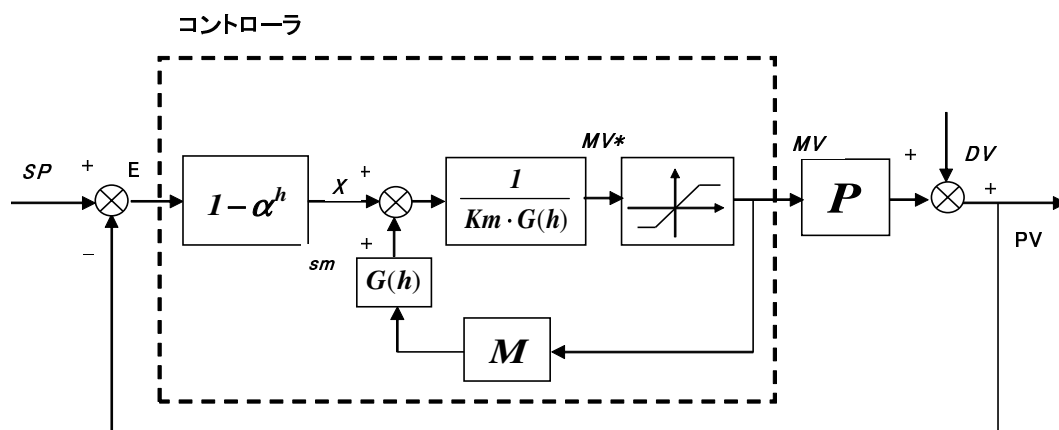 コントローラ
SP
+
E
−
1−α^h
X
+
+
sm
G(h)
1
Km・G(h)
MV*
M
MV
P
+
DV
+
PV